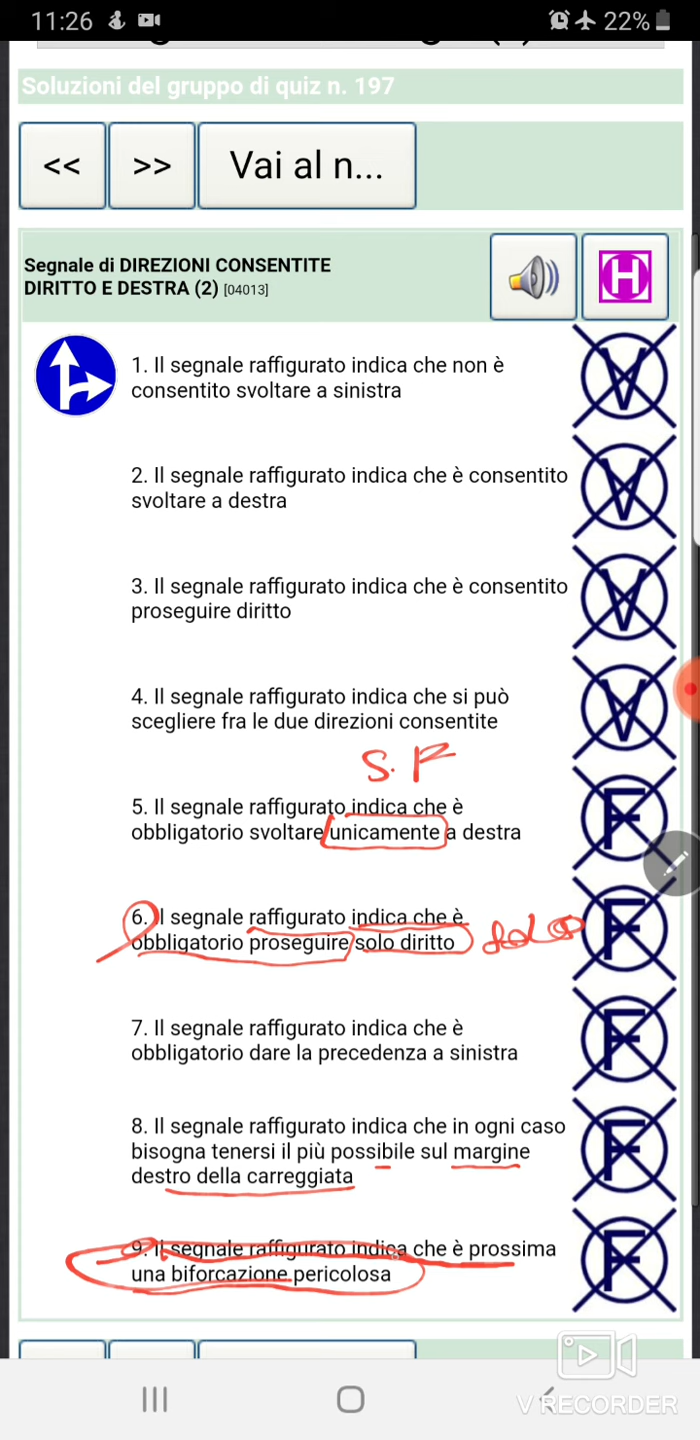 11:26 22%
Soluzioni del gruppo di quiz n. 197
<< >> Vai al n...
Segnale di DIREZIONI CONSENTITE
DIRITTO E DESTRA (2) [04013]
H
1. Il segnale raffigurato indica che non è
consentito svoltare a sinistra
V
2. Il segnale raffigurato indica che è consentito
svoltare a destra
V
3. Il segnale raffigurato indica che è consentito
proseguire diritto
V
4. Il segnale raffigurato indica che si può
scegliere fra le due direzioni consentite
V
S. F
5. Il segnale raffigurato indica che è
obbligatorio svoltare unicamente a destra
F
6. Il segnale raffigurato indica che è
obbligatorio proseguire solo diritto
solo
F
7. Il segnale raffigurato indica che è
obbligatorio dare la precedenza a sinistra
F
8. Il segnale raffigurato indica che in ogni caso
bisogna tenersi il più possibile sul margine
destro della carreggiata
F
9. Il segnale raffigurato indica che è prossima
una biforcazione pericolosa
F
V RECORDER